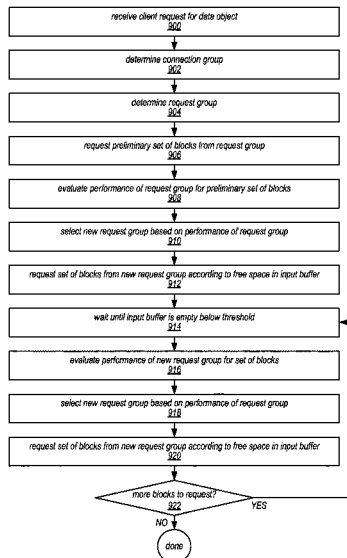 receive client request for data object
900
determine connection group
902
determine request group
904
request preliminary set of blocks from request group
906
evaluate performance of request group for preliminary set of blocks
908
select new request group based on performance of request group
910
request set of blocks from new request group according to free space in input buffer
912
wait until input buffer is empty below threshold
914
evaluate performance of new request group for set of blocks
916
select new request group based on performance of request group
918
request set of blocks from new request group according to free space in input buffer
920
more blocks to request?
922
YES
NO
done